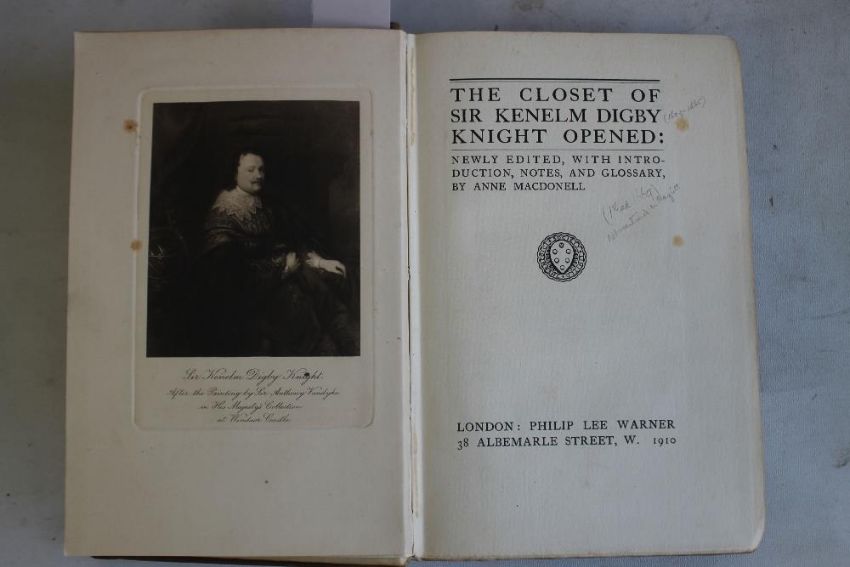 Sir Kenelm Digby Knight.
After the Painting by Sir Anthony Vandyke
in His Majesty's Collection
at Windsor Castle
THE CLOSET OF
SIR KENELM DIGBY
KNIGHT OPENED:
NEWLY EDITED, WITH INTRO-
DUCTION, NOTES, AND GLOSSARY,
BY ANNE MACDONELL
LONDON: PHILIP LEE WARNER
38 ALBEMARLE STREET, W. 1910